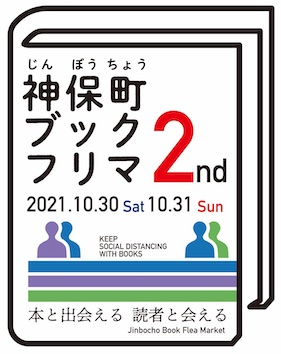 じん ぼう ちょう
神保町
ブック
フリマ 2nd
2021.10.30 Sat 10.31 Sun
KEEP
SOCIAL DISTANCING
WITH BOOKS
本と出会える 読者と会える
Jinbocho Book Flea Market